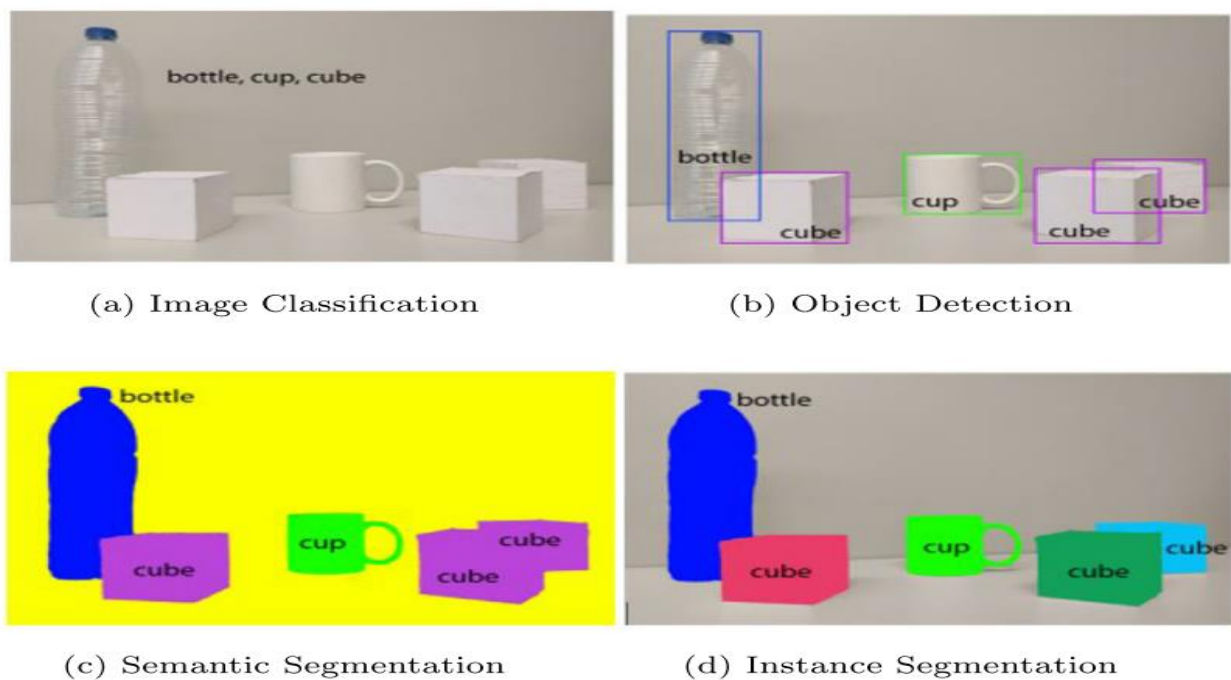 bottle, cup, cube
bottle
cup
cube
cube
cube
(a) Image Classification
(b) Object Detection
bottle
cup
cube
cube
cube
bottle
cup
cube
cube
cube
(c) Semantic Segmentation
(d) Instance Segmentation